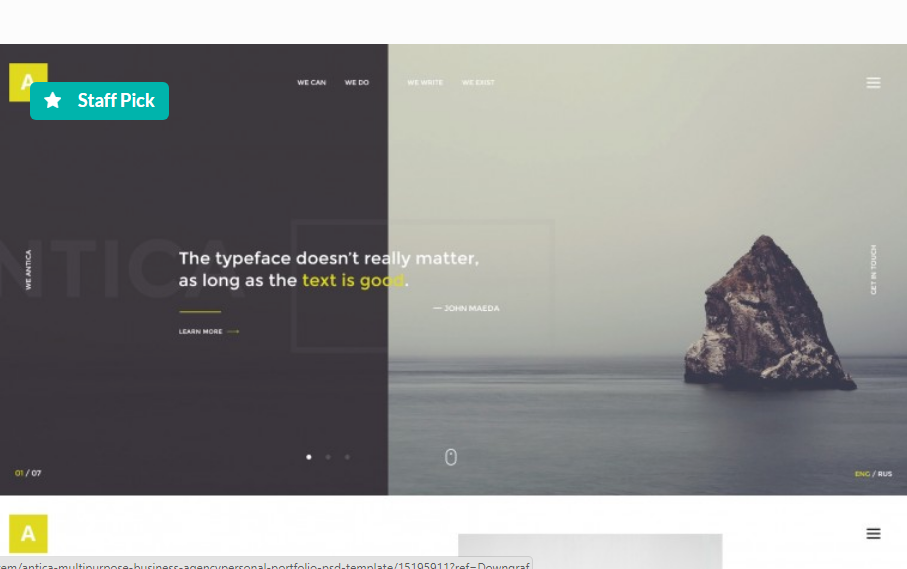 A
Staff Pick
WE CAN WE DO WE WRITE WE EXIST
ANTICA
WE ANTICA
The typeface doesn't really matter,
as long as the text is good.
— JOHN MAEDA
LEARN MORE
GET IN TOUCH
01 / 07
ENG / RUS
A
em/antica-multipurpose-business-agencypersonal-portfolio-psd-template/15195911?ref=Downgraf